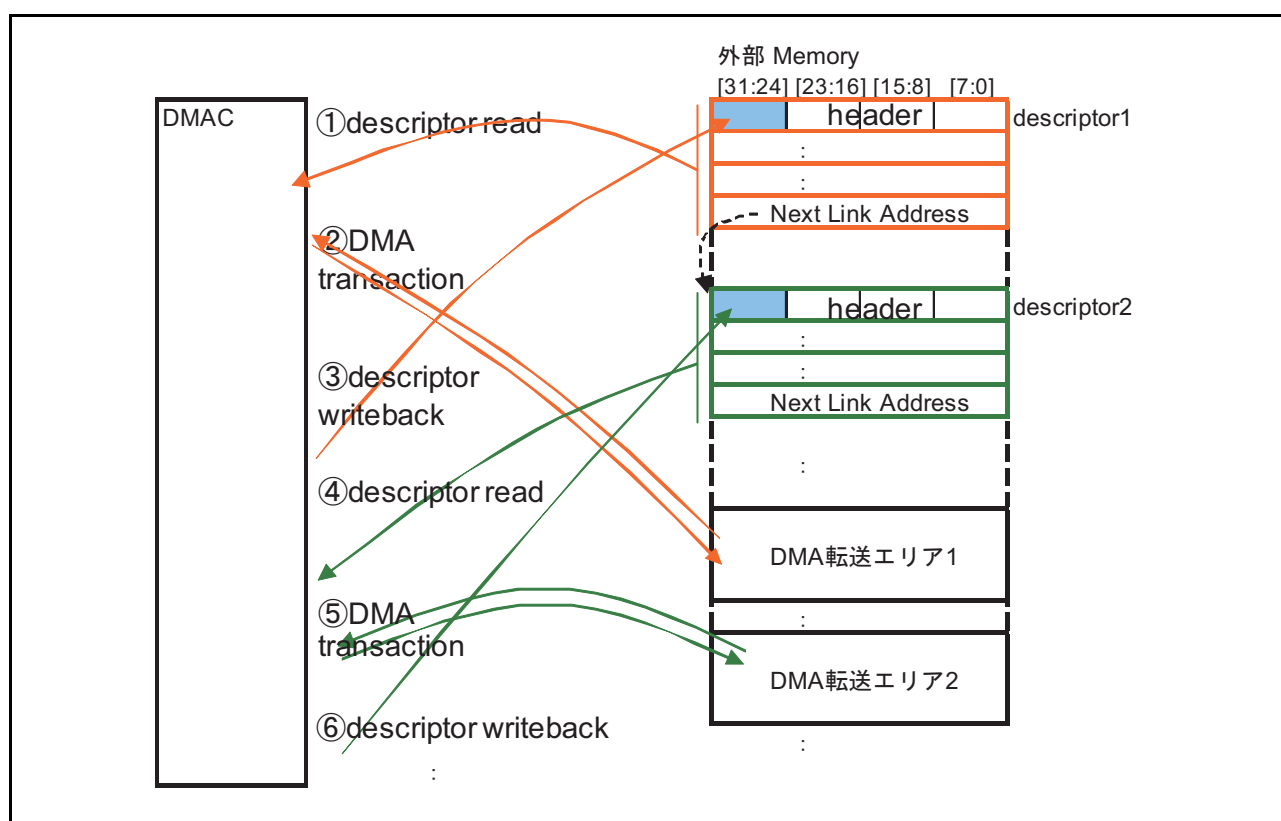 外部 Memory
[31:24] [23:16] [15:8] [7:0]
DMAC
①descriptor read
header
descriptor1
:
:
Next Link Address
②DMA
transaction
header
descriptor2
:
:
Next Link Address
③descriptor
writeback
:
④descriptor read
DMA転送エリア1
:
⑤DMA
transaction
DMA転送エリア2
⑥descriptor writeback
:
: